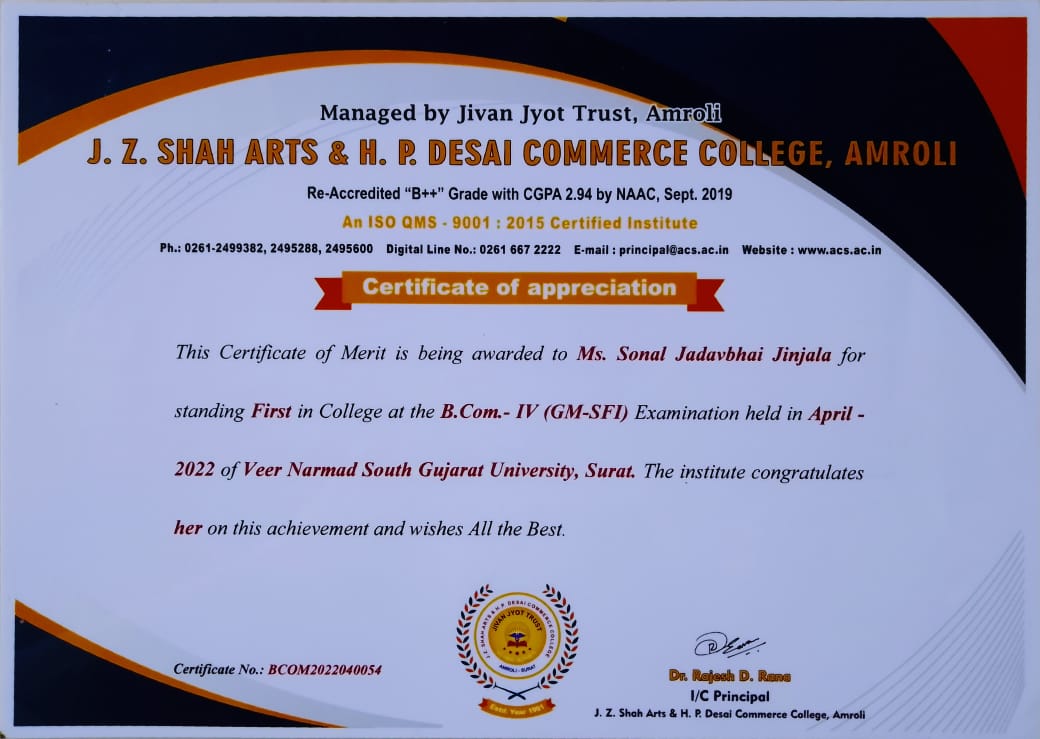 Managed by Jivan Jyot Trust, Amroli
J. Z. SHAH ARTS & H. P. DESAI COMMERCE COLLEGE, AMROLI
Re-Accredited “B++” Grade with CGPA 2.94 by NAAC, Sept. 2019
An ISO QMS - 9001 : 2015 Certified Institute
Ph.: 0261-2499382, 2495288, 2495600 Digital Line No.: 0261 667 2222 E-mail : principal@acs.ac.in Website : www.acs.ac.in
Certificate of appreciation
This Certificate of Merit is being awarded to Ms. Sonal Jadavbhai Jinjala for
standing First in College at the B.Com.- IV (GM-SFI) Examination held in April -
2022 of Veer Narmad South Gujarat University, Surat. The institute congratulates
her on this achievement and wishes All the Best.
J. Z. SHAH ARTS & H. P. DESAI COMMERCE COLLEGE
JIVAN JYOT TRUST
AMROLI - SURAT
Estd. Year 1991
Certificate No.: BCOM2022040054
Dr. Rajesh D. Rana
I/C Principal
J. Z. Shah Arts & H. P. Desai Commerce College, Amroli